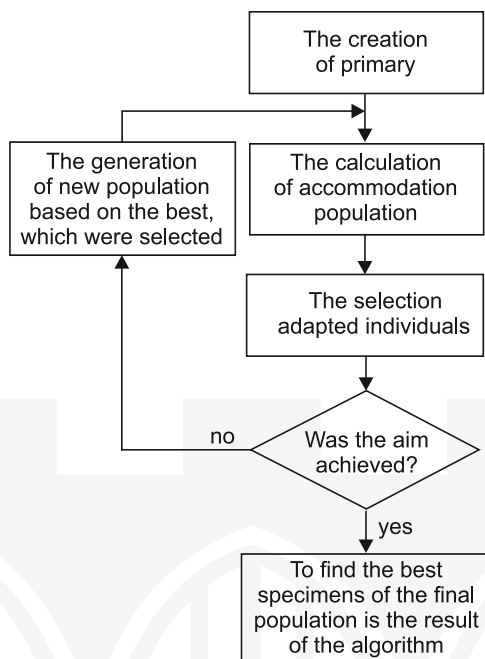 The creation
of primary
The generation
of new population
based on the best,
which were selected
The calculation
of accommodation
population
The selection
adapted individuals
no
Was the aim
achieved?
yes
To find the best
specimens of the final
population is the result
of the algorithm